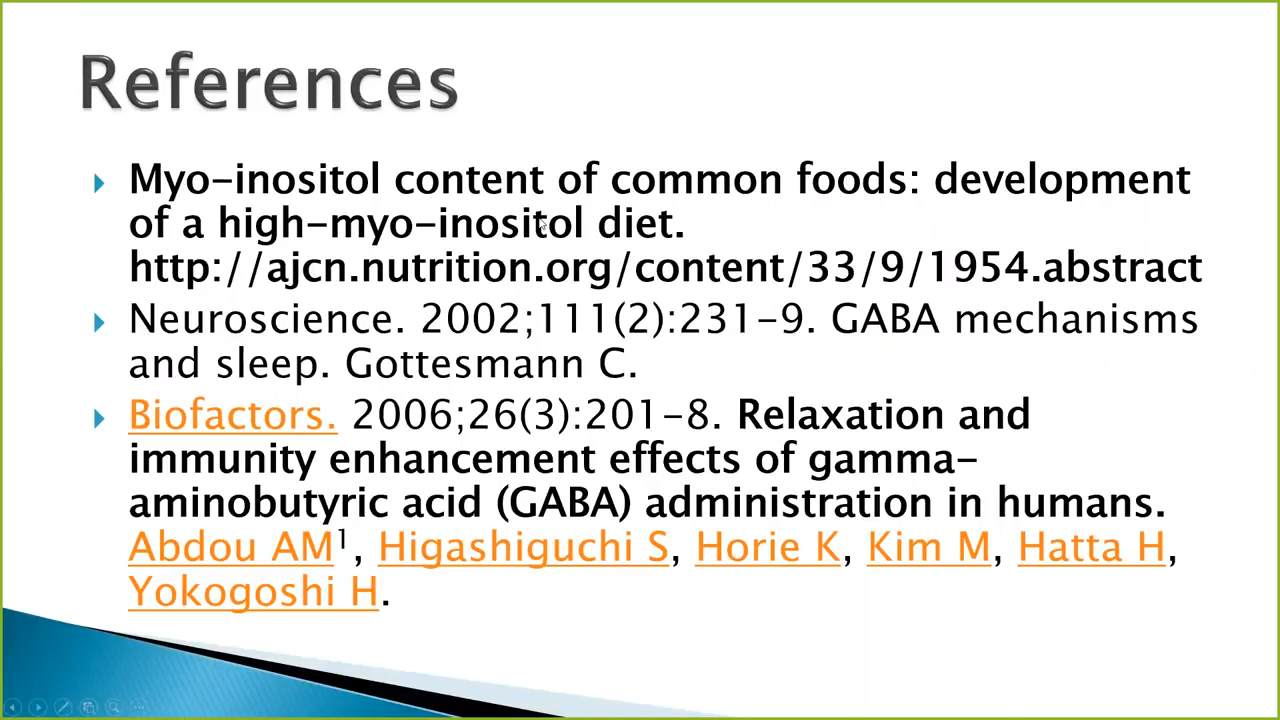 References
Myo-inositol content of common foods: development
of a high-myo-inositol diet.
http://ajcn.nutrition.org/content/33/9/1954.abstract
Neuroscience. 2002;111(2):231-9. GABA mechanisms
and sleep. Gottesmann C.
Biofactors. 2006;26(3):201-8. Relaxation and
immunity enhancement effects of gamma-
aminobutyric acid (GABA) administration in humans.
Abdou AM¹, Higashiguchi S, Horie K, Kim M, Hatta H,
Yokogoshi H.